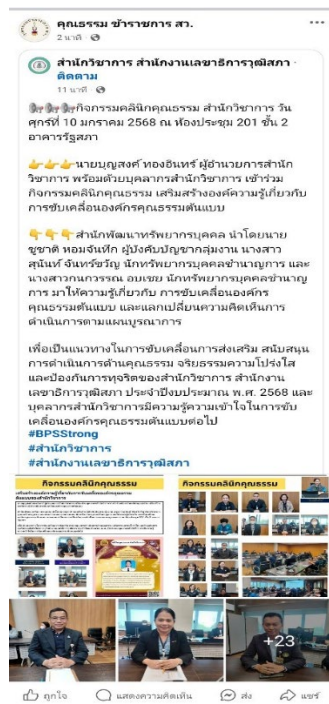 คุณธรรม ข้าราชการ สว.
2 นาที
สำนักวิชาการ สำนักงานเลขาธิการวุฒิสภา ·
ติดตาม
11 นาที
กิจกรรมคลินิกคุณธรรม สำนักวิชาการ วัน
ศุกร์ที่ 10 มกราคม 2568 ณ ห้องประชุม 201 ชั้น 2
อาคารรัฐสภา
นายบุญสงค์ ทองอินทร์ ผู้อำนวยการสำนัก
วิชาการ พร้อมด้วยบุคลากรสำนักวิชาการ เข้าร่วม
กิจกรรมคลินิกคุณธรรม เสริมสร้างองค์ความรู้เกี่ยวกับ
การขับเคลื่อนองค์กรคุณธรรมต้นแบบ
สำนักพัฒนาทรัพยากรบุคคล นำโดยนาย
ชูชาติ หอมจันทึก ผู้บังคับบัญชากลุ่มงาน นางสาว
สุนันท์ จันทร์ขวัญ นักทรัพยากรบุคคลชำนาญการ และ
นางสาวกนกวรรณ อบเชย นักทรัพยากรบุคคลชำนาญ
การ มาให้ความรู้เกี่ยวกับ การขับเคลื่อนองค์กร
คุณธรรมต้นแบบ และแลกเปลี่ยนความคิดเห็นการ
ดำเนินการตามแผนบูรณาการ
เพื่อเป็นแนวทางในการขับเคลื่อนการส่งเสริม สนับสนุน
การดำเนินการด้านคุณธรรม จริยธรรมความโปร่งใส
และป้องกันการทุจริตของสำนักวิชาการ สำนักงาน
เลขาธิการวุฒิสภา ประจำปีงบประมาณ พ.ศ. 2568 และ
บุคลากรสำนักวิชาการมีความรู้ความเข้าใจในการขับ
เคลื่อนองค์กรคุณธรรมต้นแบบต่อไป
#BPSStrong
#สำนักวิชาการ
#สำนักงานเลขาธิการวุฒิสภา
กิจกรรมคลินิกคุณธรรม
กิจกรรมคลินิกคุณธรรม
+23
ถูกใจ
แสดงความคิดเห็น
ส่ง
แชร์